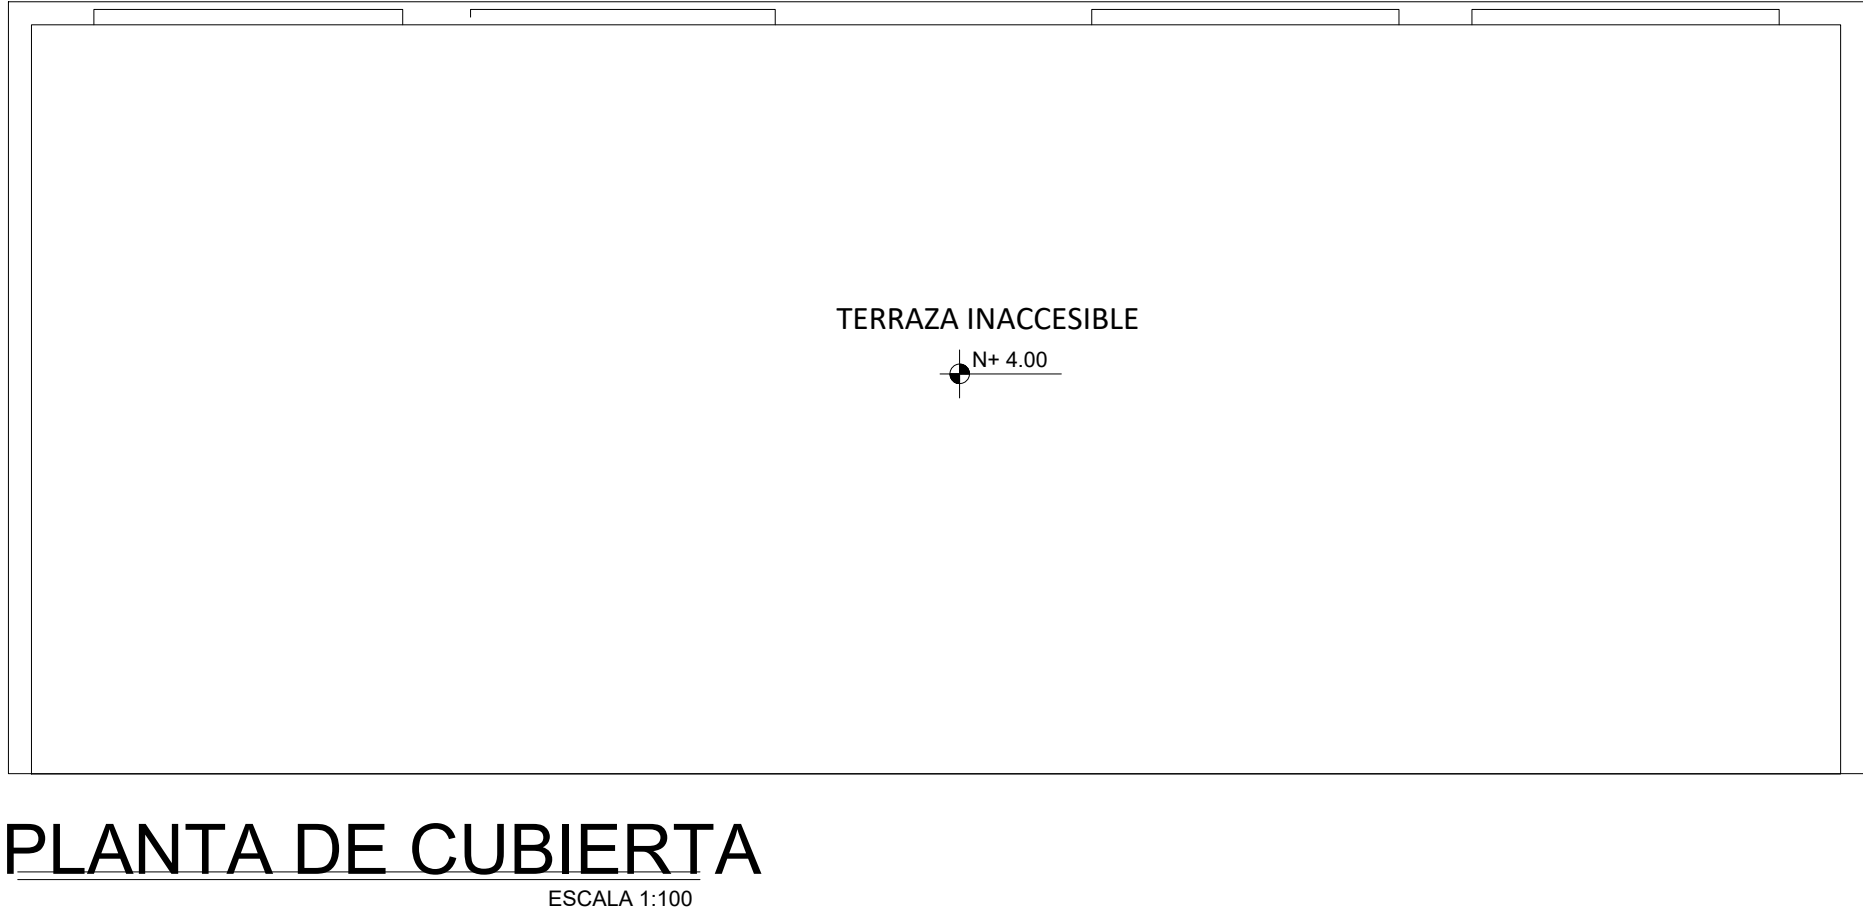 TERRAZA INACCESIBLE
N+ 4.00
PLANTA DE CUBIERTA
ESCALA 1:100